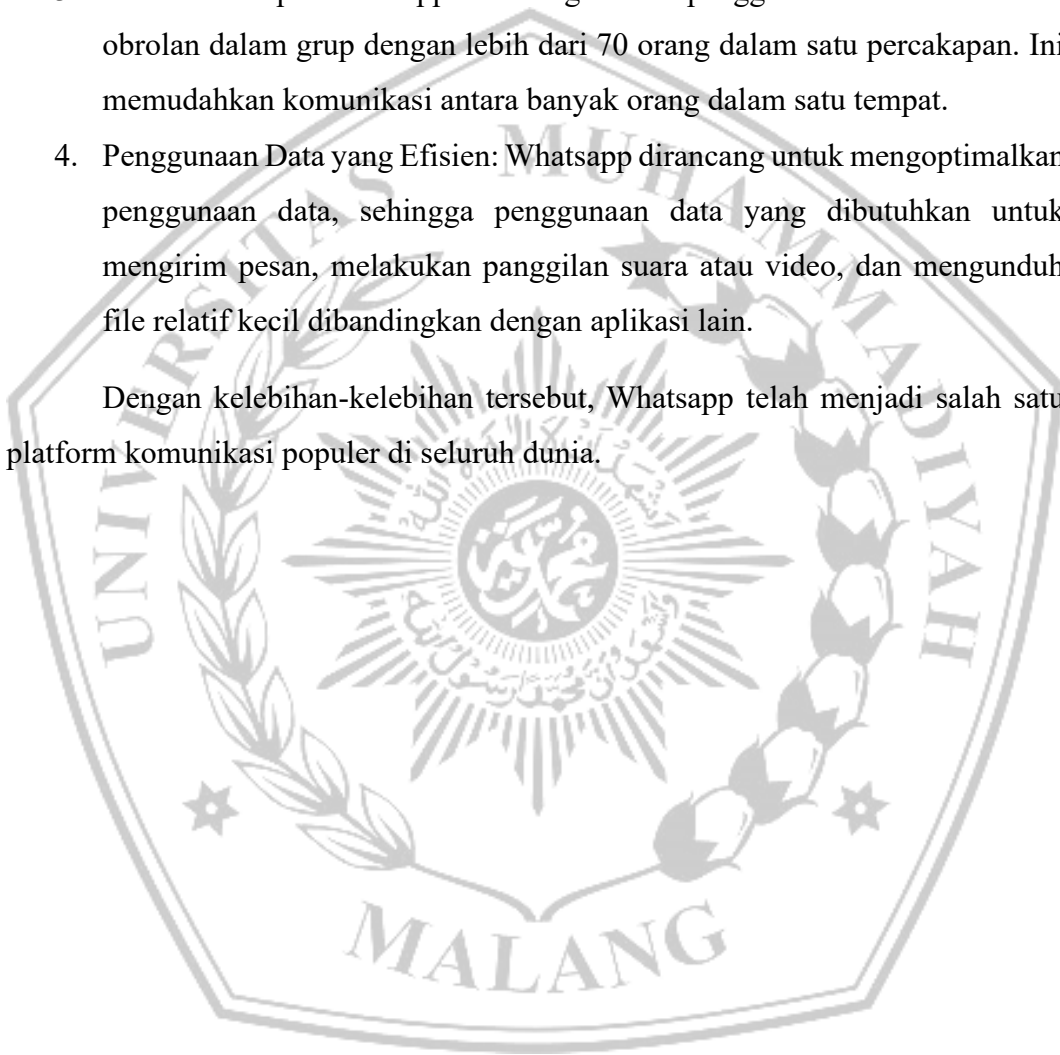 obrolan dalam grup dengan lebih dari 70 orang dalam satu percakapan. Ini
memudahkan komunikasi antara banyak orang dalam satu tempat.
4. Penggunaan Data yang Efisien: Whatsapp dirancang untuk mengoptimalkan
penggunaan data, sehingga penggunaan data yang dibutuhkan untuk
mengirim pesan, melakukan panggilan suara atau video, dan mengunduh
file relatif kecil dibandingkan dengan aplikasi lain.
Dengan kelebihan-kelebihan tersebut, Whatsapp telah menjadi salah satu
platform komunikasi populer di seluruh dunia.
UNIVERSITAS MUHAMMADIYAH
MALANG